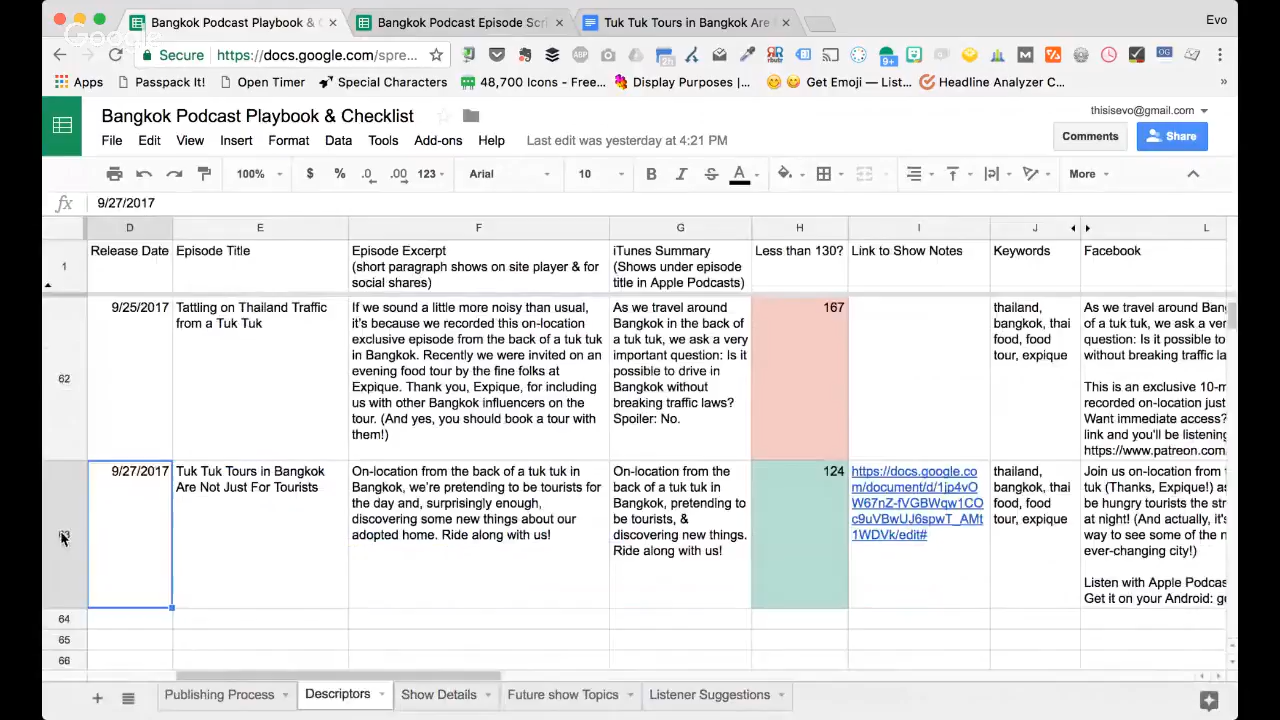 Bangkok Podcast Playbook & C
Bangkok Podcast Episode Scri
Tuk Tuk Tours in Bangkok Are
Evo
Google
Secure
https://docs.google.com/spre...
Apps
Passpack It!
Open Timer
Special Characters
48,700 Icons - Fre...
Display Purposes |...
Get Emoji — List...
Headline Analyzer C...
»
Bangkok Podcast Playbook & Checklist
thisisevo@gmail.com
File Edit View Insert Format Data Tools Add-ons Help
Last edit was yesterday at 4:21 PM
Comments
Share
100% $ % .0 .00 123 Arial 10 B I S A More
fx 9/27/2017
D E F G H I J L
1
Release Date
Episode Title
Episode Excerpt
(short paragraph shows on site player & for
social shares)
iTunes Summary
(Shows under episode
title in Apple Podcasts)
Less than 130?
Link to Show Notes
Keywords
Facebook
62
9/25/2017
Tattling on Thailand Traffic
from a Tuk Tuk
If we sound a little more noisy than usual,
it's because we recorded this on-location
exclusive episode from the back of a tuk tuk
in Bangkok. Recently we were invited on an
evening food tour by the fine folks at
Expique. Thank you, Expique, for including
us with other Bangkok influencers on the
tour. (And yes, you should book a tour with
them!)
As we travel around
Bangkok in the back of
a tuk tuk, we ask a very
important question: Is it
possible to drive in
Bangkok without
breaking traffic laws?
Spoiler: No.
167
thailand,
bangkok, thai
food, food
tour, expique
As we travel around Ban
of a tuk tuk, we ask a ver
question: Is it possible to
without breaking traffic la
This is an exclusive 10-m
recorded on-location just
Want immediate access?
link and you'll be listening
https://www.patreon.com
63
9/27/2017
Tuk Tuk Tours in Bangkok
Are Not Just For Tourists
On-location from the back of a tuk tuk in
Bangkok, we're pretending to be tourists for
the day and, surprisingly enough,
discovering some new things about our
adopted home. Ride along with us!
On-location from the
back of a tuk tuk in
Bangkok, pretending to
be tourists, &
discovering new things.
Ride along with us!
124
https://docs.google.co
m/document/d/1jp4vO
W67nZ-fVGBWqw1CO
c9uVBwUJ6spwT_AMt
1WDVk/edit#
thailand,
bangkok, thai
food, food
tour, expique
Join us on-location from
tuk (Thanks, Expique!) as
be hungry tourists the str
at night! (And actually, it's
way to see some of the n
ever-changing city!)
Listen with Apple Podcas
Get it on your Android: ge
64
65
66
Publishing Process
Descriptors
Show Details
Future show Topics
Listener Suggestions